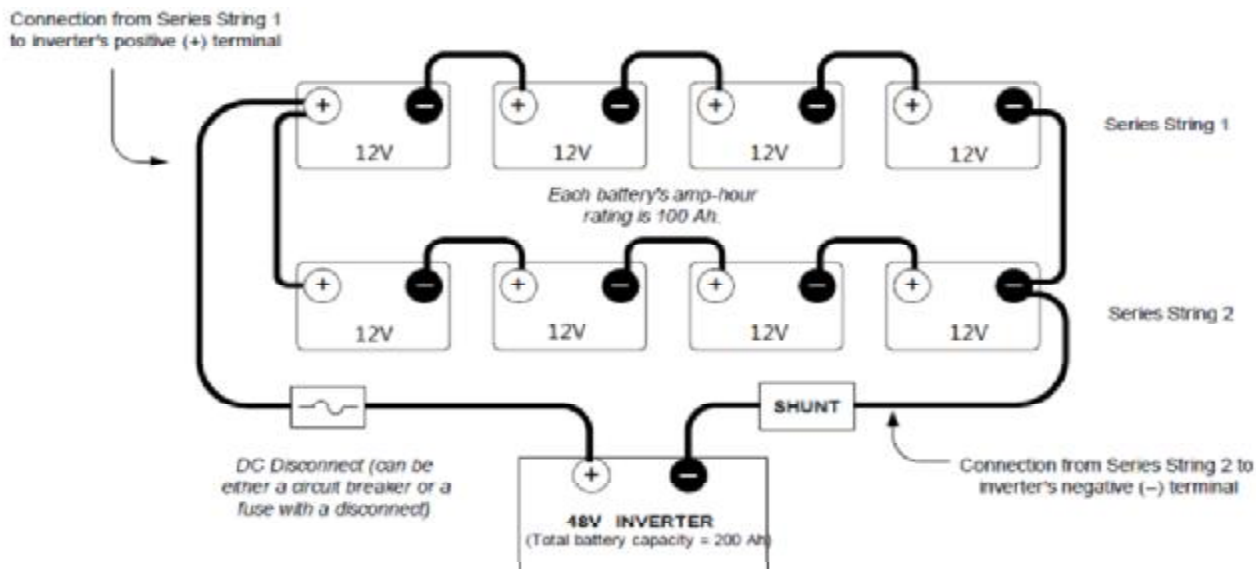 Connection from Series String 1
to inverter's positive (+) terminal
+ − + − + − + −
12V 12V 12V 12V
Series String 1
Each battery's amp-hour
rating is 100 Ah.
+ − + − + − + −
12V 12V 12V 12V
Series String 2
SHUNT
DC Disconnect (can be
either a circuit breaker or a
fuse with a disconnect)
+ −
48V INVERTER
(Total battery capacity = 200 Ah)
Connection from Series String 2 to
inverter's negative (−) terminal